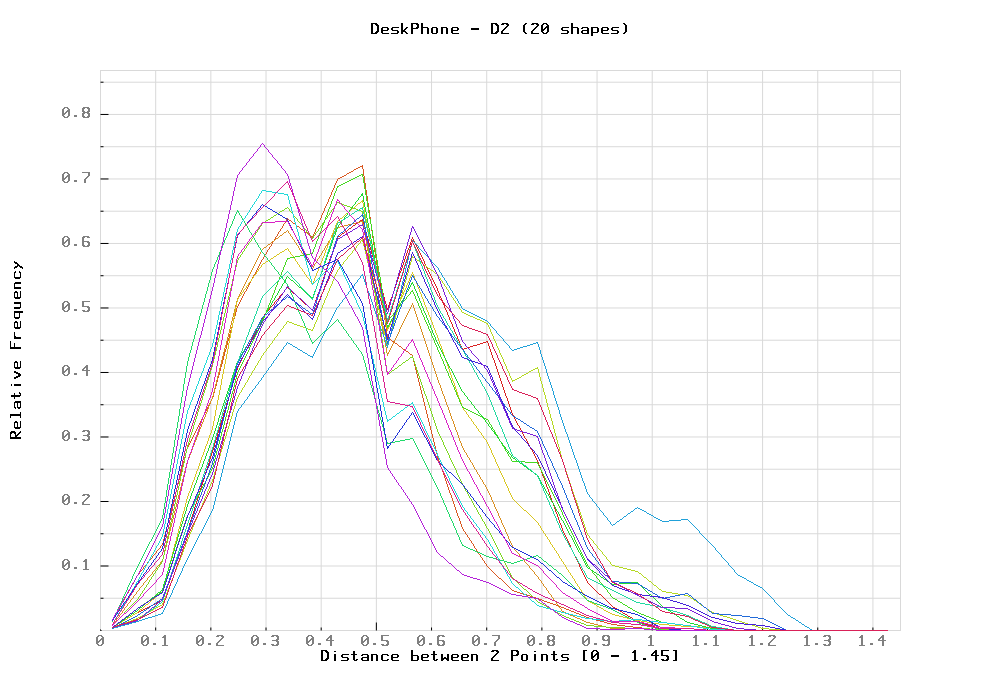 DeskPhone - D2 (20 shapes)
Relative Frequency
0.8
0.7
0.6
0.5
0.4
0.3
0.2
0.1
0 0.1 0.2 0.3 0.4 0.5 0.6 0.7 0.8 0.9 1 1.1 1.2 1.3 1.4
Distance between 2 Points [0 - 1.45]